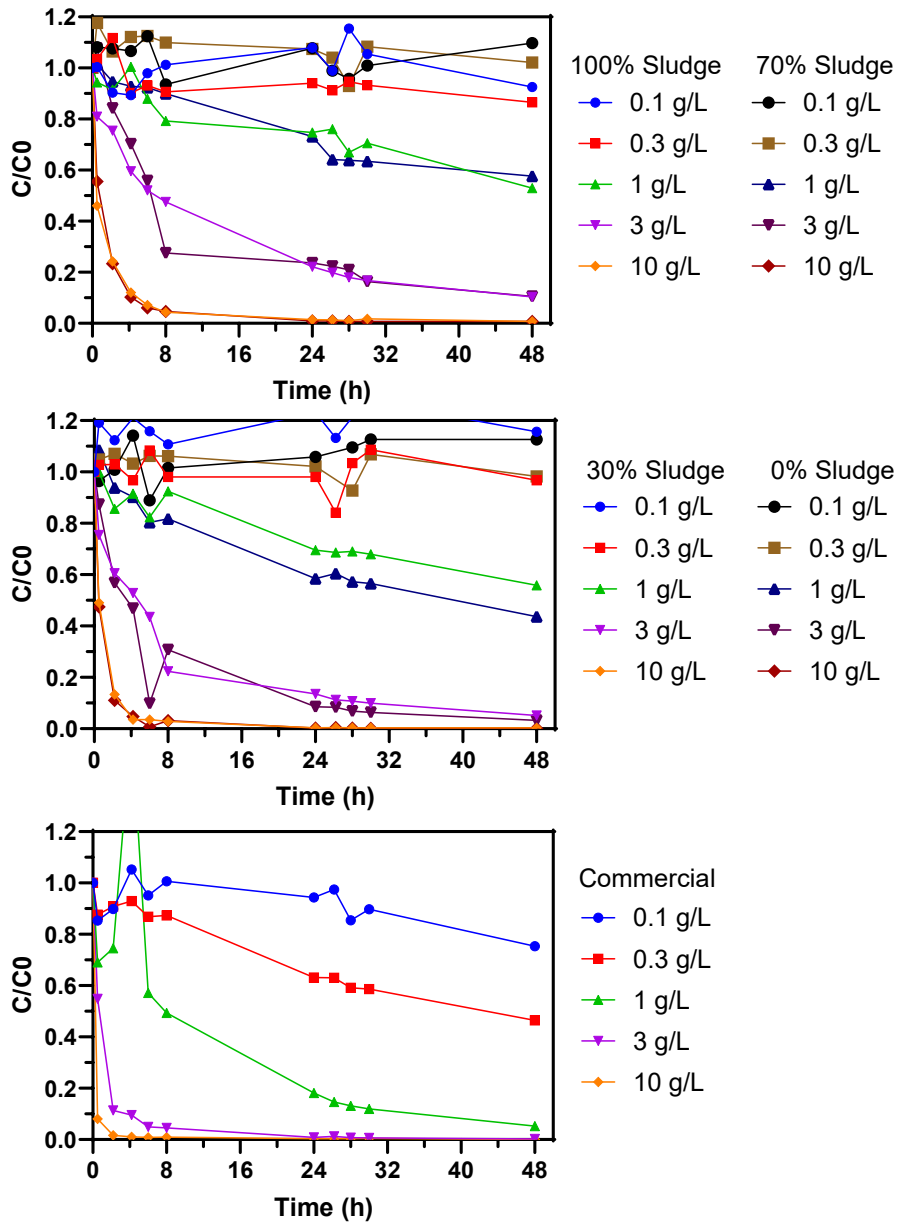 1.2
1.0
0.8
0.6
0.4
0.2
0.0
C/C0
0 8 16 24 32 40 48
Time (h)
100% Sludge 70% Sludge
0.1 g/L 0.1 g/L
0.3 g/L 0.3 g/L
1 g/L 1 g/L
3 g/L 3 g/L
10 g/L 10 g/L
1.2
1.0
0.8
0.6
0.4
0.2
0.0
C/C0
0 8 16 24 32 40 48
Time (h)
30% Sludge 0% Sludge
0.1 g/L 0.1 g/L
0.3 g/L 0.3 g/L
1 g/L 1 g/L
3 g/L 3 g/L
10 g/L 10 g/L
1.2
1.0
0.8
0.6
0.4
0.2
0.0
C/C0
0 8 16 24 32 40 48
Time (h)
Commercial
0.1 g/L
0.3 g/L
1 g/L
3 g/L
10 g/L